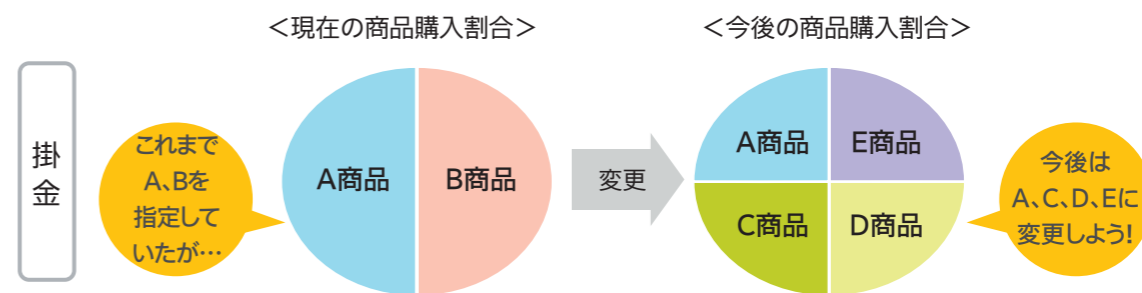 ＜現在の商品購入割合＞
＜今後の商品購入割合＞
掛金
これまで
A、Bを
指定して
いたが…
A商品
B商品
変更
A商品
E商品
C商品
D商品
今後は
A、C、D、Eに
変更しよう!